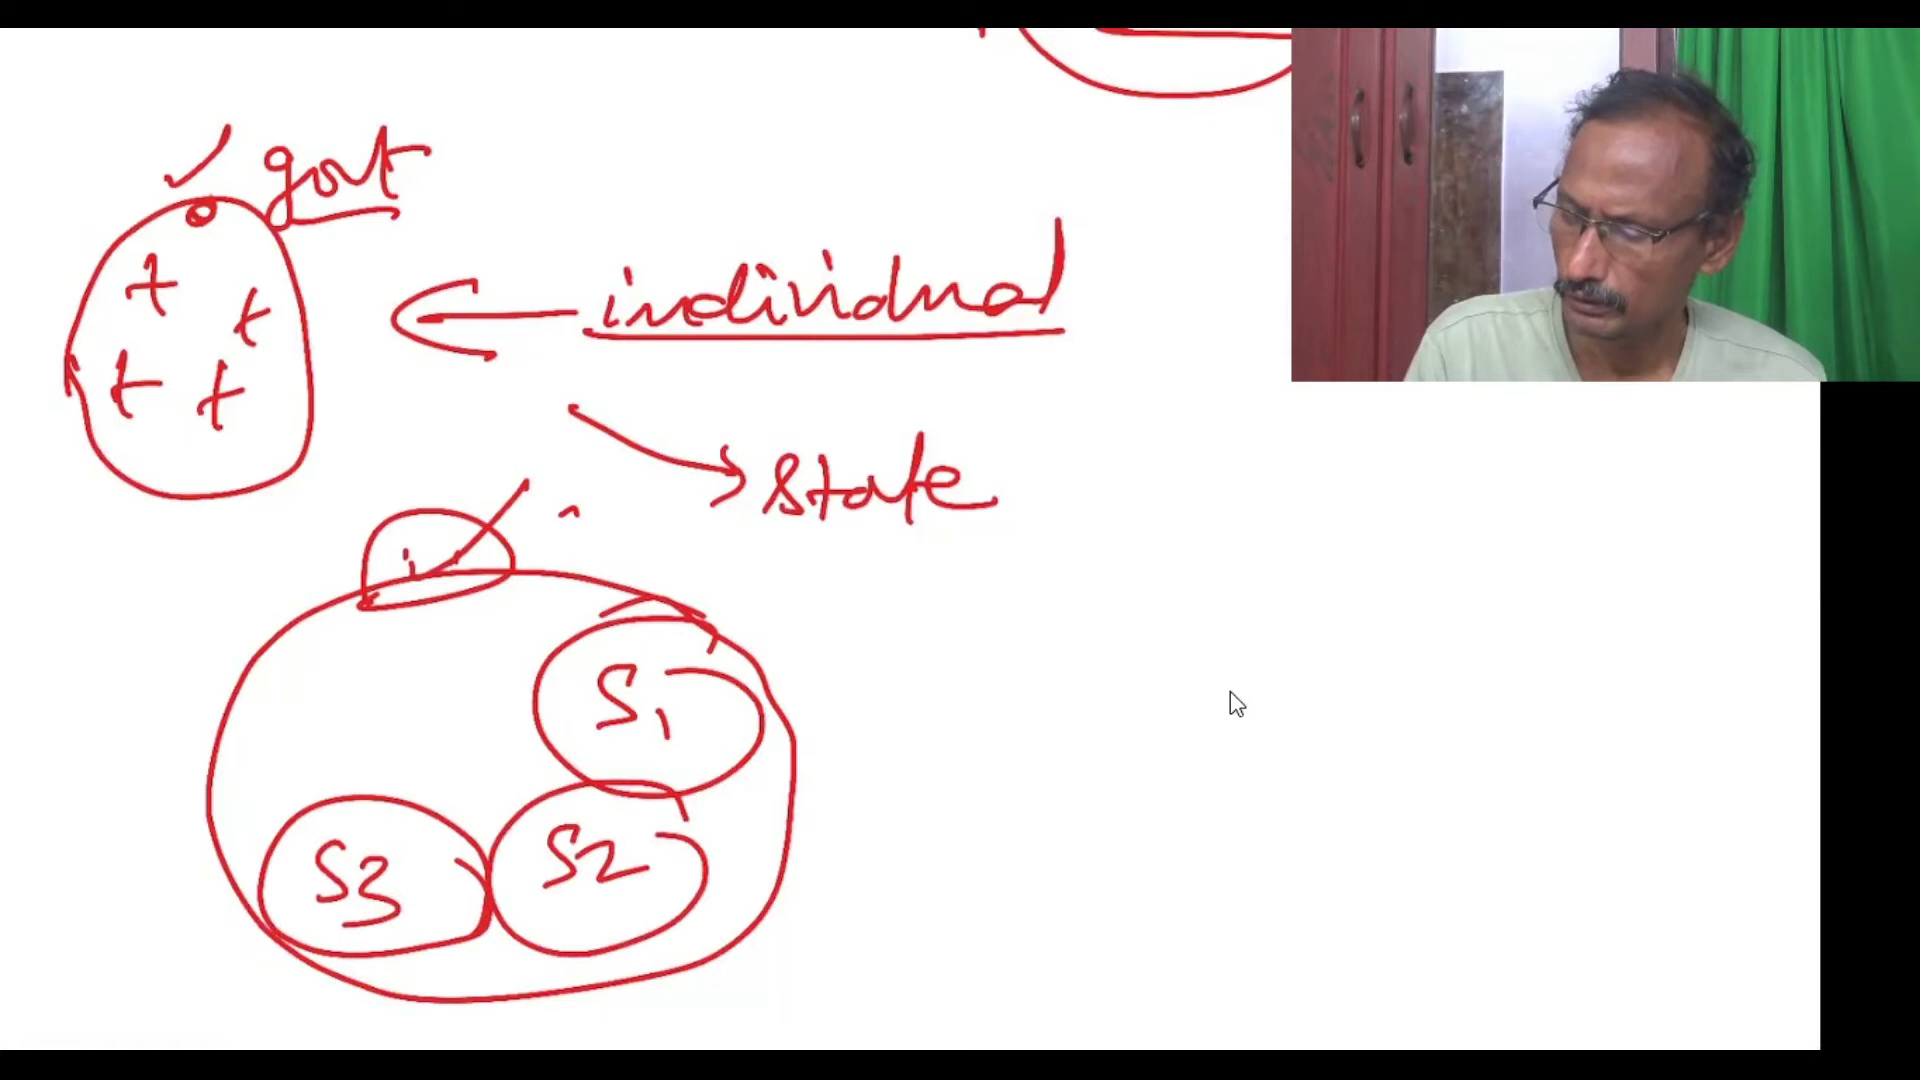 govt
individual
state
S1
S2
S3